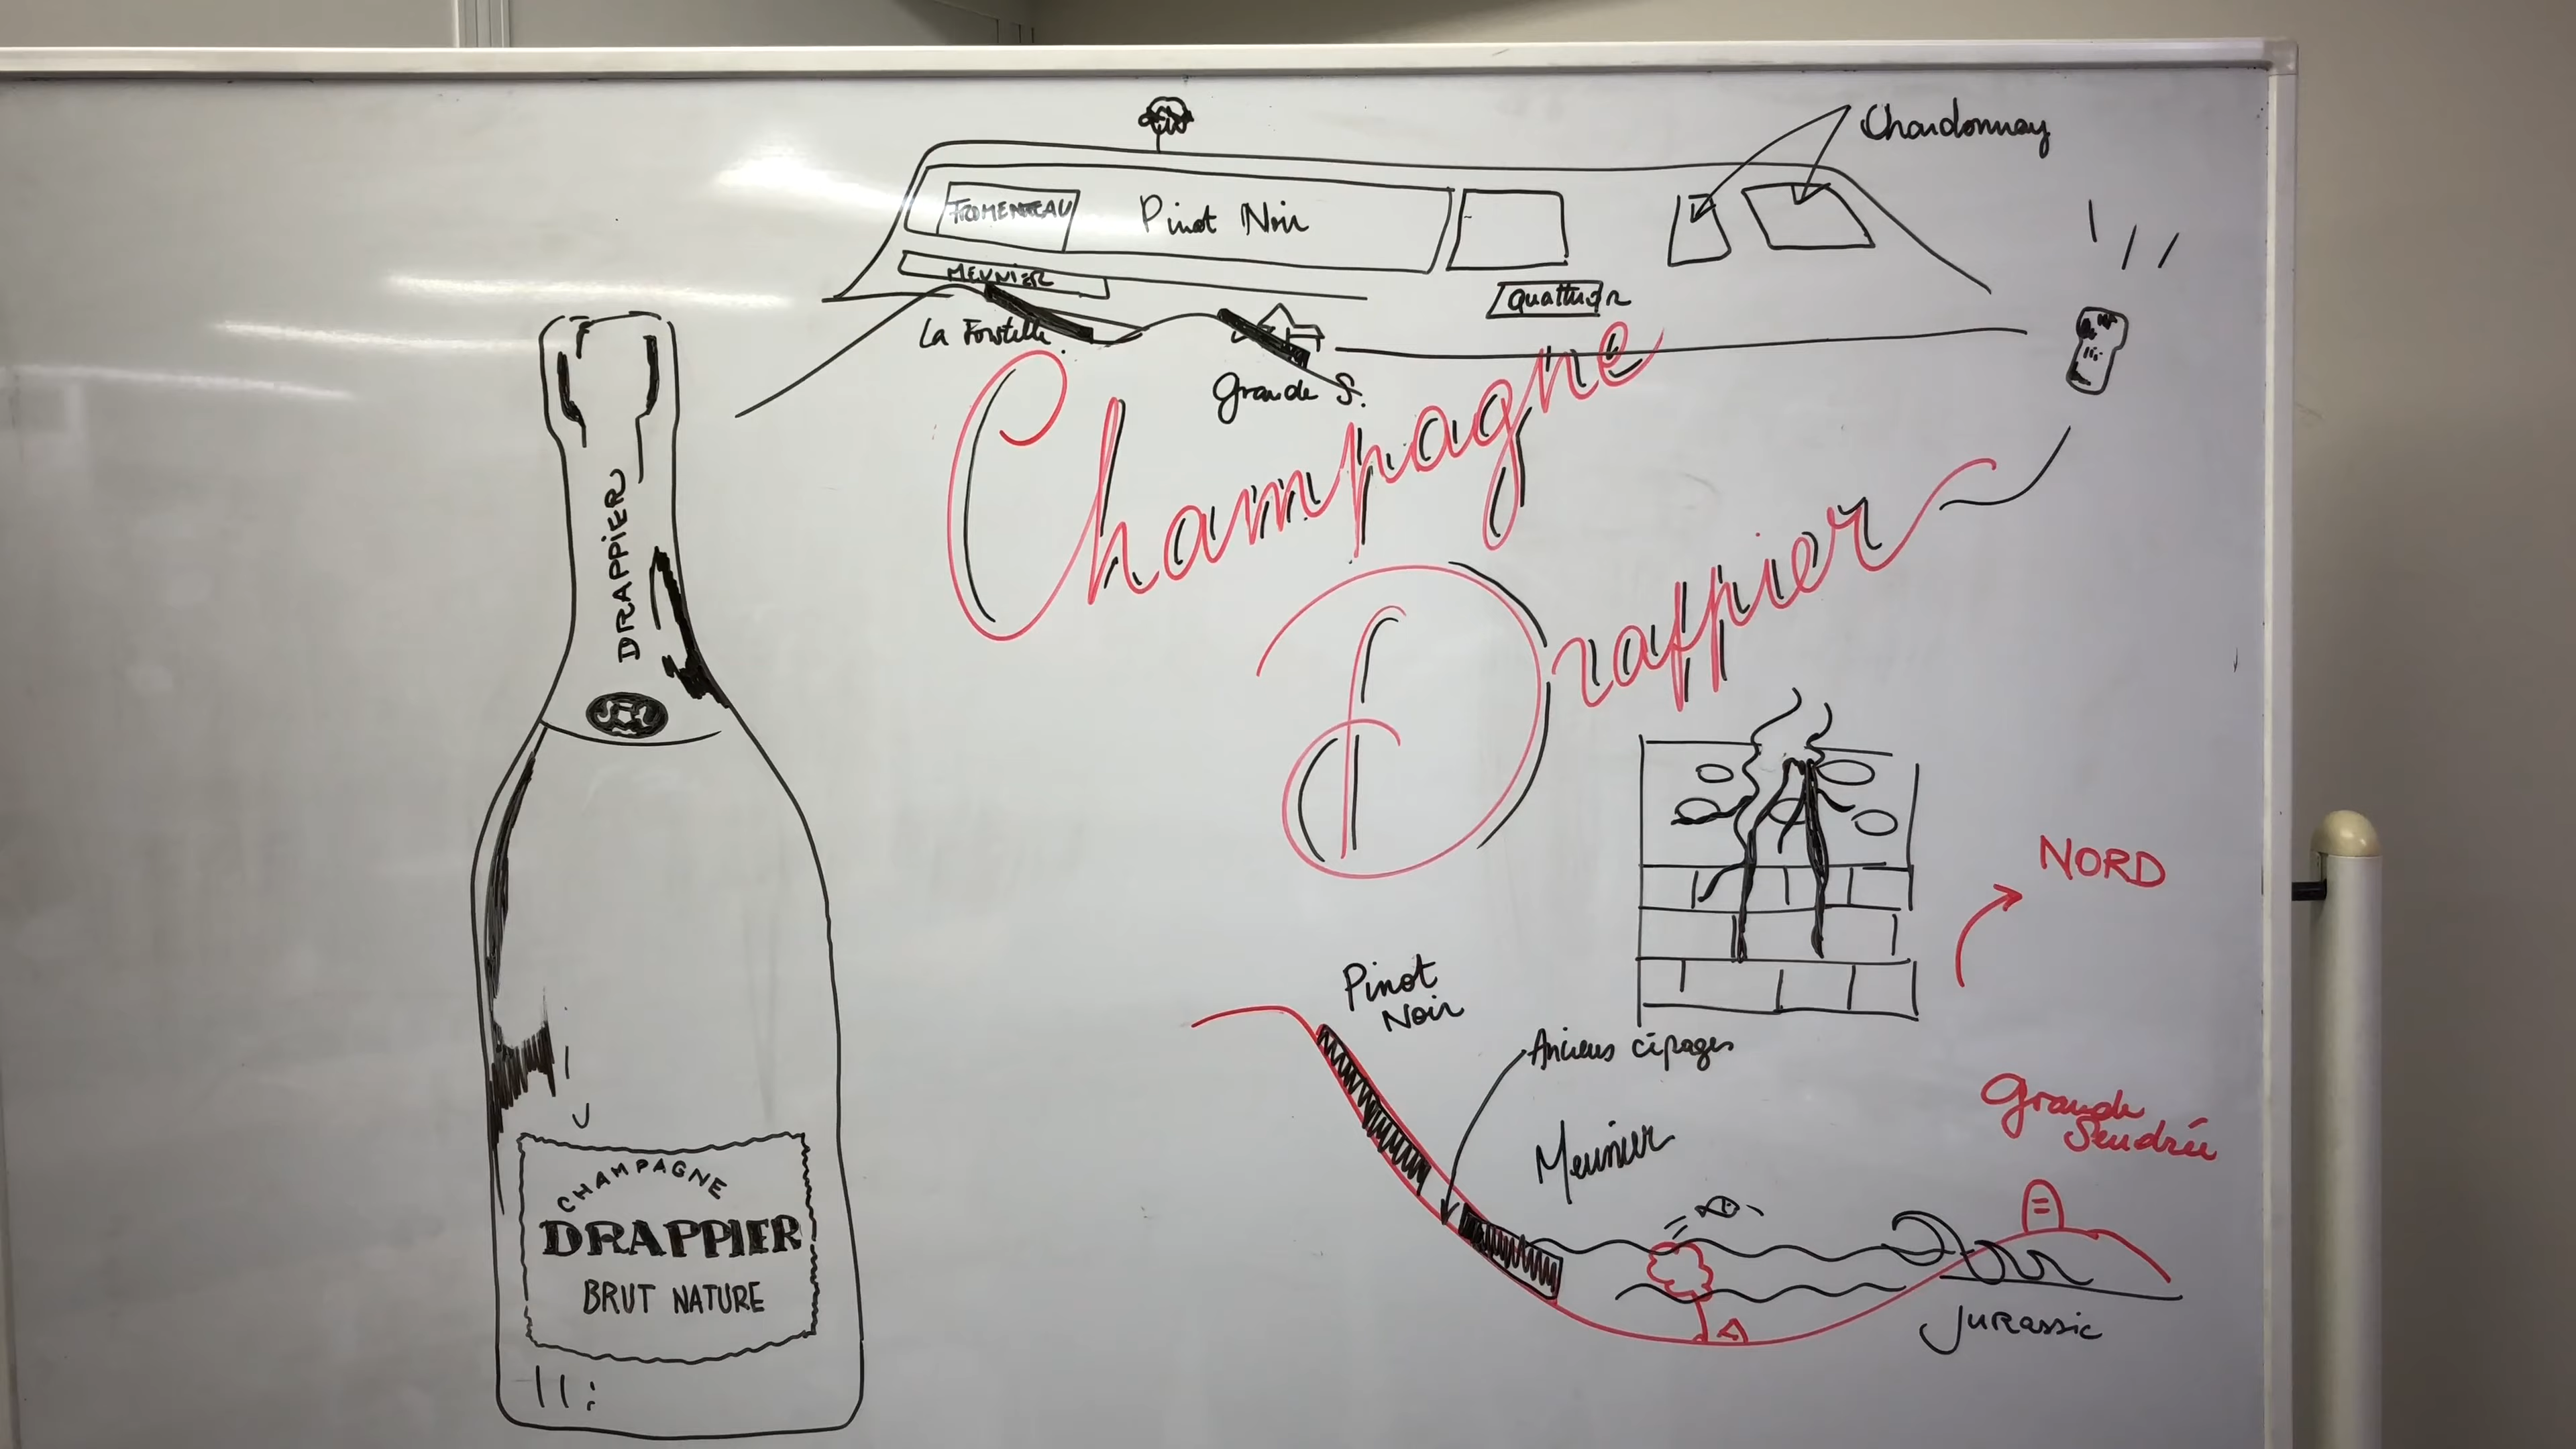 Chardonnay
FROMENTEAU
Pinot Noir
MEUNIER
Quattuor
La Forêtelle
Grande S.
Champagne
Drappier
DRAPPIER
NORD
Pinot
Noir
Anciens cépages
Grande
Sendrée
Meunier
CHAMPAGNE
DRAPPIER
BRUT NATURE
Jurassic